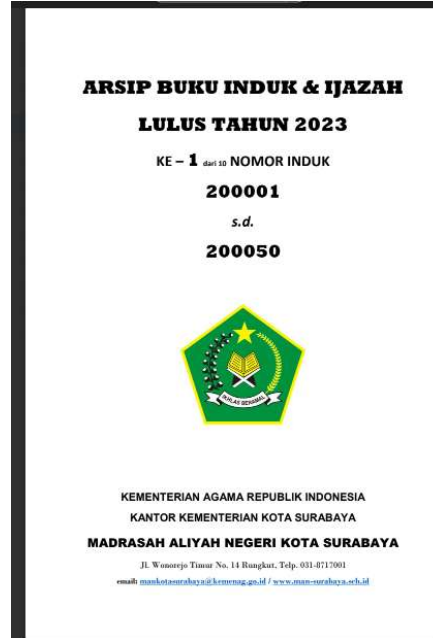 ARSIP BUKU INDUK & IJAZAH
LULUS TAHUN 2023
KE – 1 dari 10 NOMOR INDUK
200001
s.d.
200050
IKHLAS BERAMAL
KEMENTERIAN AGAMA REPUBLIK INDONESIA
KANTOR KEMENTERIAN KOTA SURABAYA
MADRASAH ALIYAH NEGERI KOTA SURABAYA
Jl. Wonorejo Timur No. 14 Rungkut, Telp. 031-8717001
email: mankotasurabaya@kemenag.go.id / www.man-surabaya.sch.id